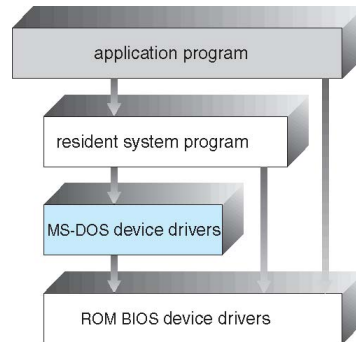 application program
resident system program
MS-DOS device drivers
ROM BIOS device drivers